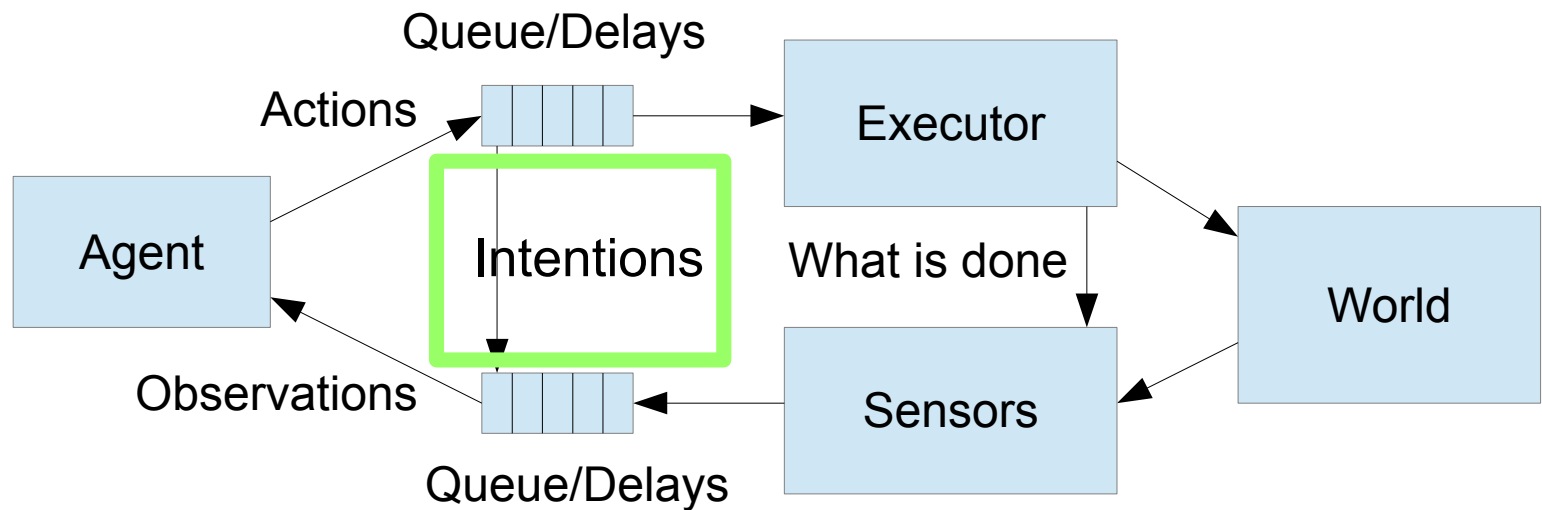 Queue/Delays
Actions
Executor
Agent
Intentions
What is done
World
Observations
Sensors
Queue/Delays